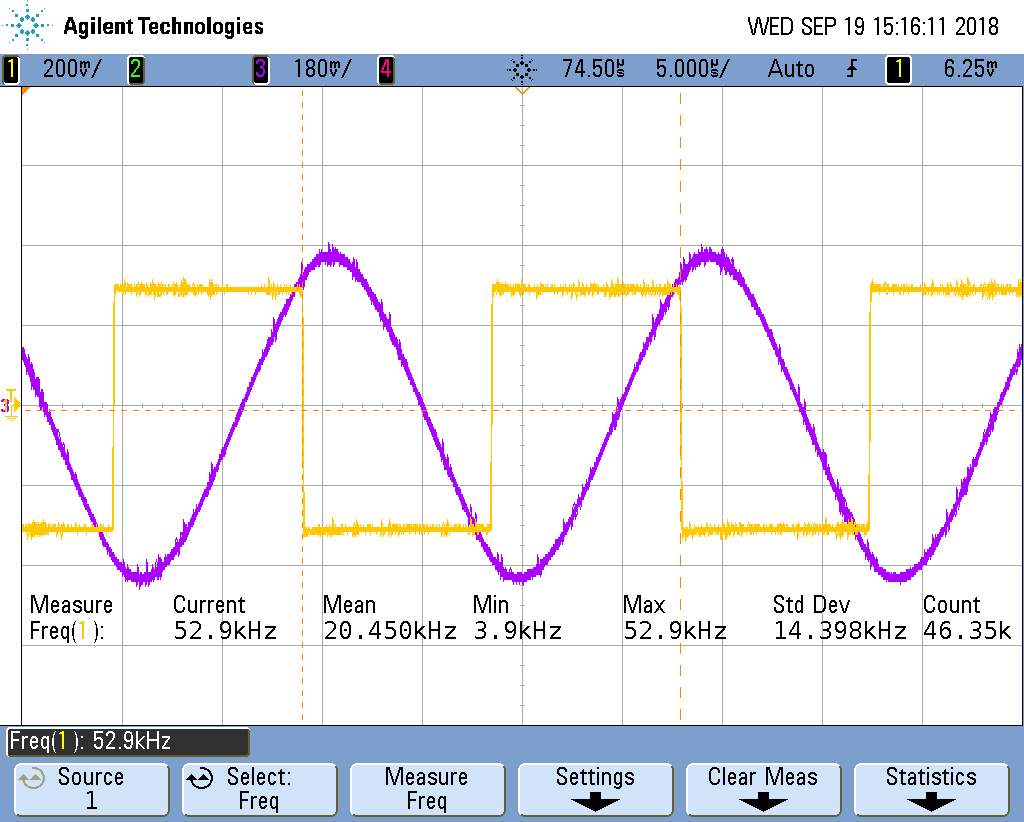 Agilent Technologies WED SEP 19 15:16:11 2018
1 200mV/ 2 3 180mV/ 4 74.50µs 5.000µs/ Auto 1 6.25mV
3
Measure Current Mean Min Max Std Dev Count
Freq(1): 52.9kHz 20.450kHz 3.9kHz 52.9kHz 14.398kHz 46.35k
Freq(1): 52.9kHz
Source Select: Measure Settings Clear Meas Statistics
1 Freq Freq